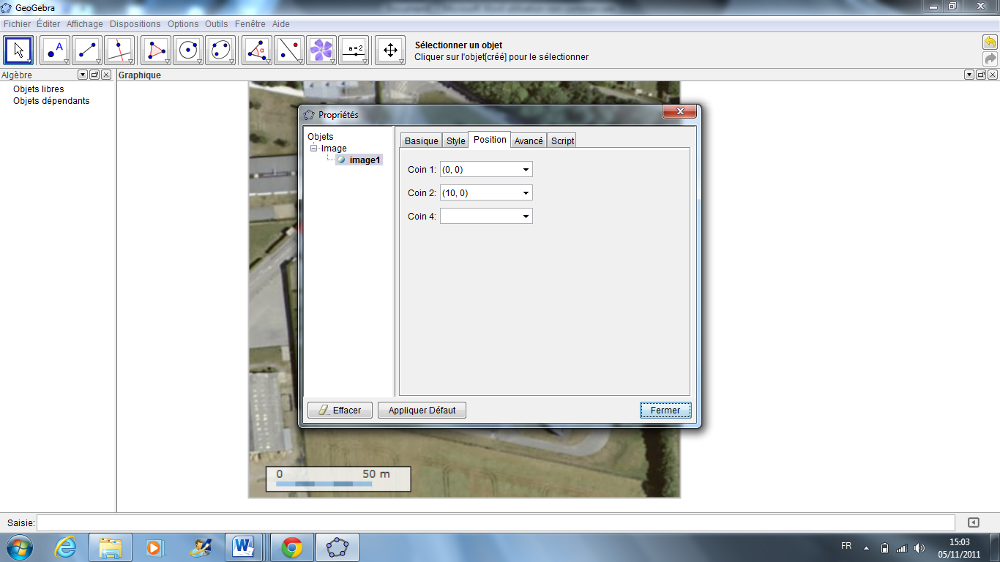 GeoGebra
Fichier Éditer Affichage Dispositions Options Outils Fenêtre Aide
A
α
a = 2
Sélectionner un objet
Cliquer sur l'objet[créé] pour le sélectionner
Algèbre
Graphique
Objets libres
Objets dépendants
Propriétés
Objets
Image
image1
Basique Style Position Avancé Script
Coin 1: (0, 0)
Coin 2: (10, 0)
Coin 4:
Effacer Appliquer Défaut Fermer
0 50 m
Saisie:
W
FR
15:03
05/11/2011